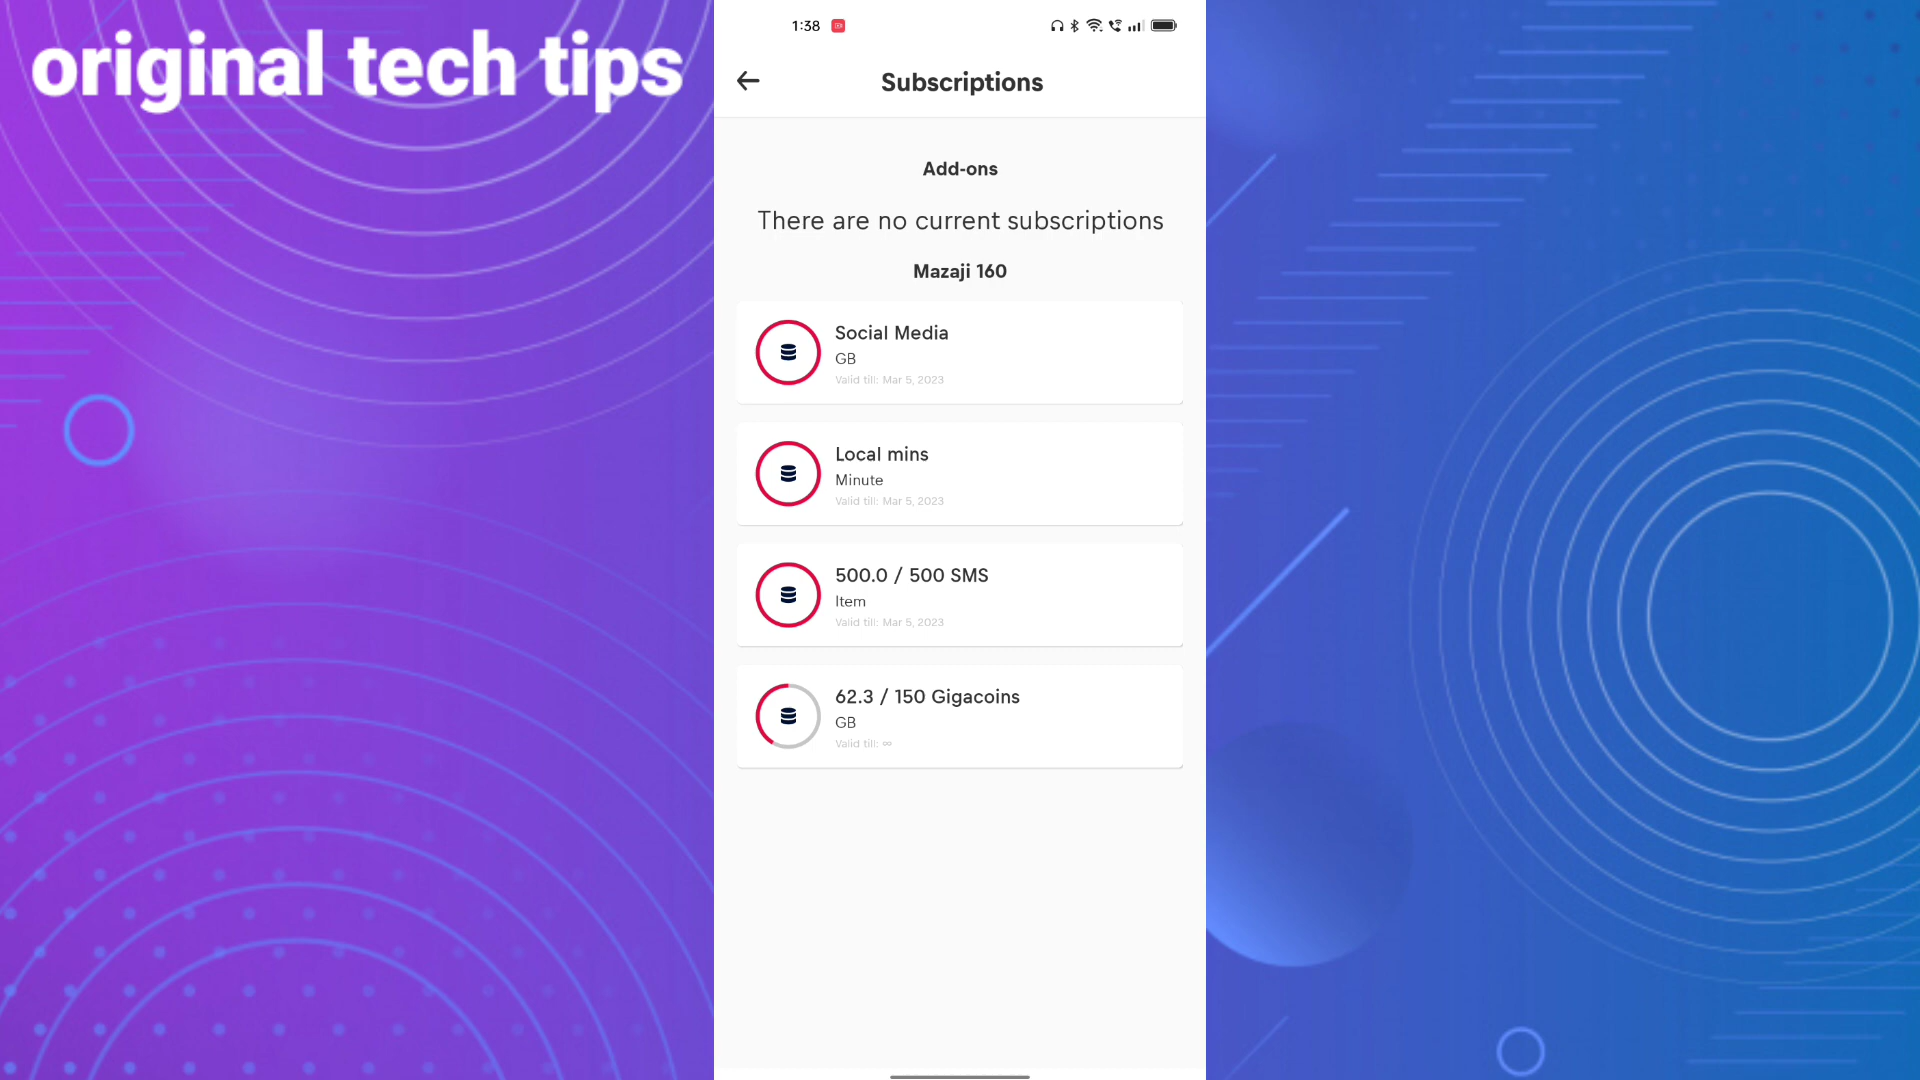 original tech tips
1:38
Subscriptions
Add-ons
There are no current subscriptions
Mazaji 160
Social Media
GB
Valid till: Mar 5, 2023
Local mins
Minute
Valid till: Mar 5, 2023
500.0 / 500 SMS
Item
Valid till: Mar 5, 2023
62.3 / 150 Gigacoins
GB
Valid till: ∞